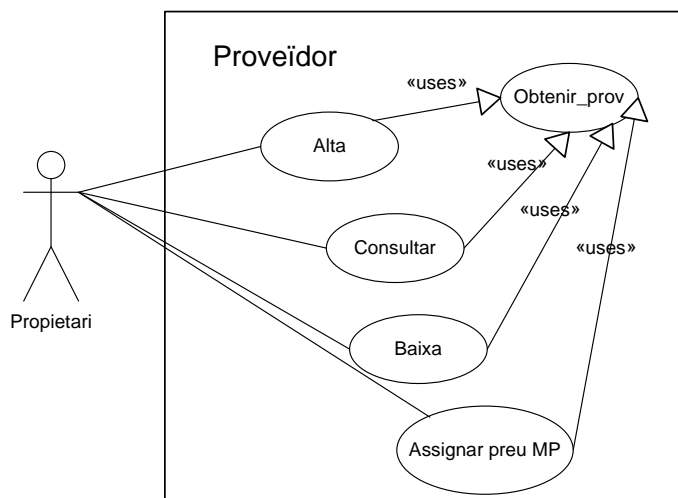 Proveïdor
«uses»
Obtenir_prov
Alta
«uses»
«uses»
Consultar
«uses»
Propietari
Baixa
Assignar preu MP